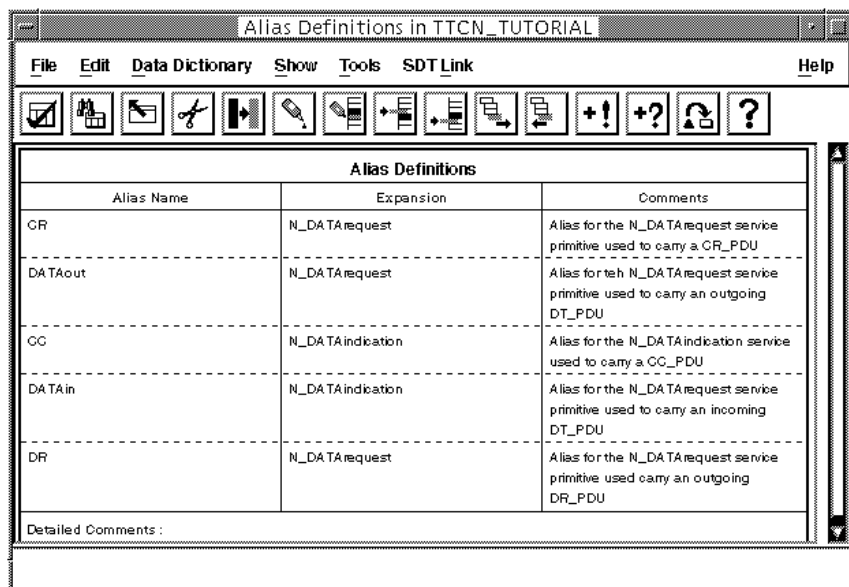 Alias Definitions in TTCN_TUTORIAL
File Edit Data Dictionary Show Tools SDT Link Help
Alias Definitions
Alias Name Expansion Comments
CR N_DATArequest Alias for the N_DATArequest service
primitive used to carry a CR_PDU
DATAout N_DATArequest Alias for teh N_DATArequest service
primitive used to carry an outgoing
DT_PDU
CC N_DATAindication Alias for the N_DATAindication service
used to carry a CC_PDU
DATAin N_DATAindication Alias for the N_DATArequest service
primitive used to carry an incoming
DT_PDU
DR N_DATArequest Alias for the N_DATArequest service
primitive used carry an outgoing
DR_PDU
Detailed Comments :